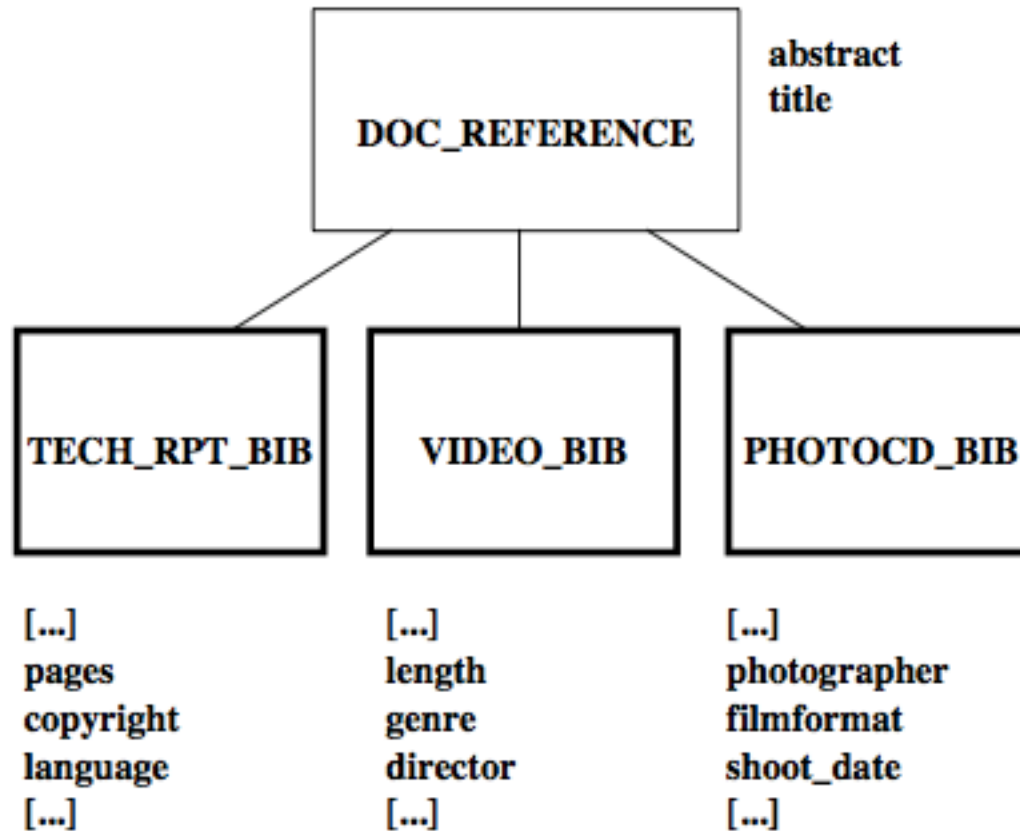 abstract
title
DOC_REFERENCE
TECH_RPT_BIB
VIDEO_BIB
PHOTOCD_BIB
[...]
pages
copyright
language
[...]
[...]
length
genre
director
[...]
[...]
photographer
filmformat
shoot_date
[...]